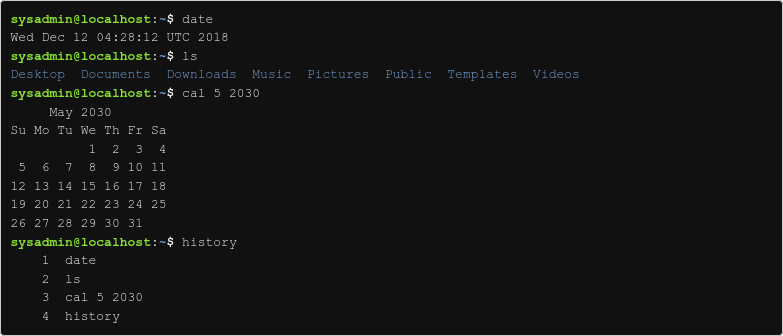 sysadmin@localhost:~$ date
Wed Dec 12 04:28:12 UTC 2018
sysadmin@localhost:~$ ls
Desktop  Documents  Downloads  Music  Pictures  Public  Templates  Videos
sysadmin@localhost:~$ cal 5 2030
      May 2030
Su Mo Tu We Th Fr Sa
          1  2  3  4
 5  6  7  8  9 10 11
12 13 14 15 16 17 18
19 20 21 22 23 24 25
26 27 28 29 30 31
sysadmin@localhost:~$ history
    1  date
    2  ls
    3  cal 5 2030
    4  history